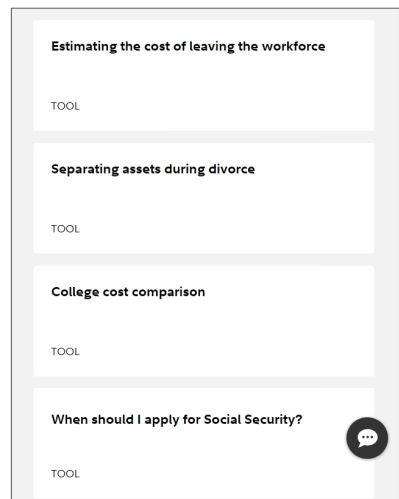 Estimating the cost of leaving the workforce
TOOL
Separating assets during divorce
TOOL
College cost comparison
TOOL
When should I apply for Social Security?
TOOL